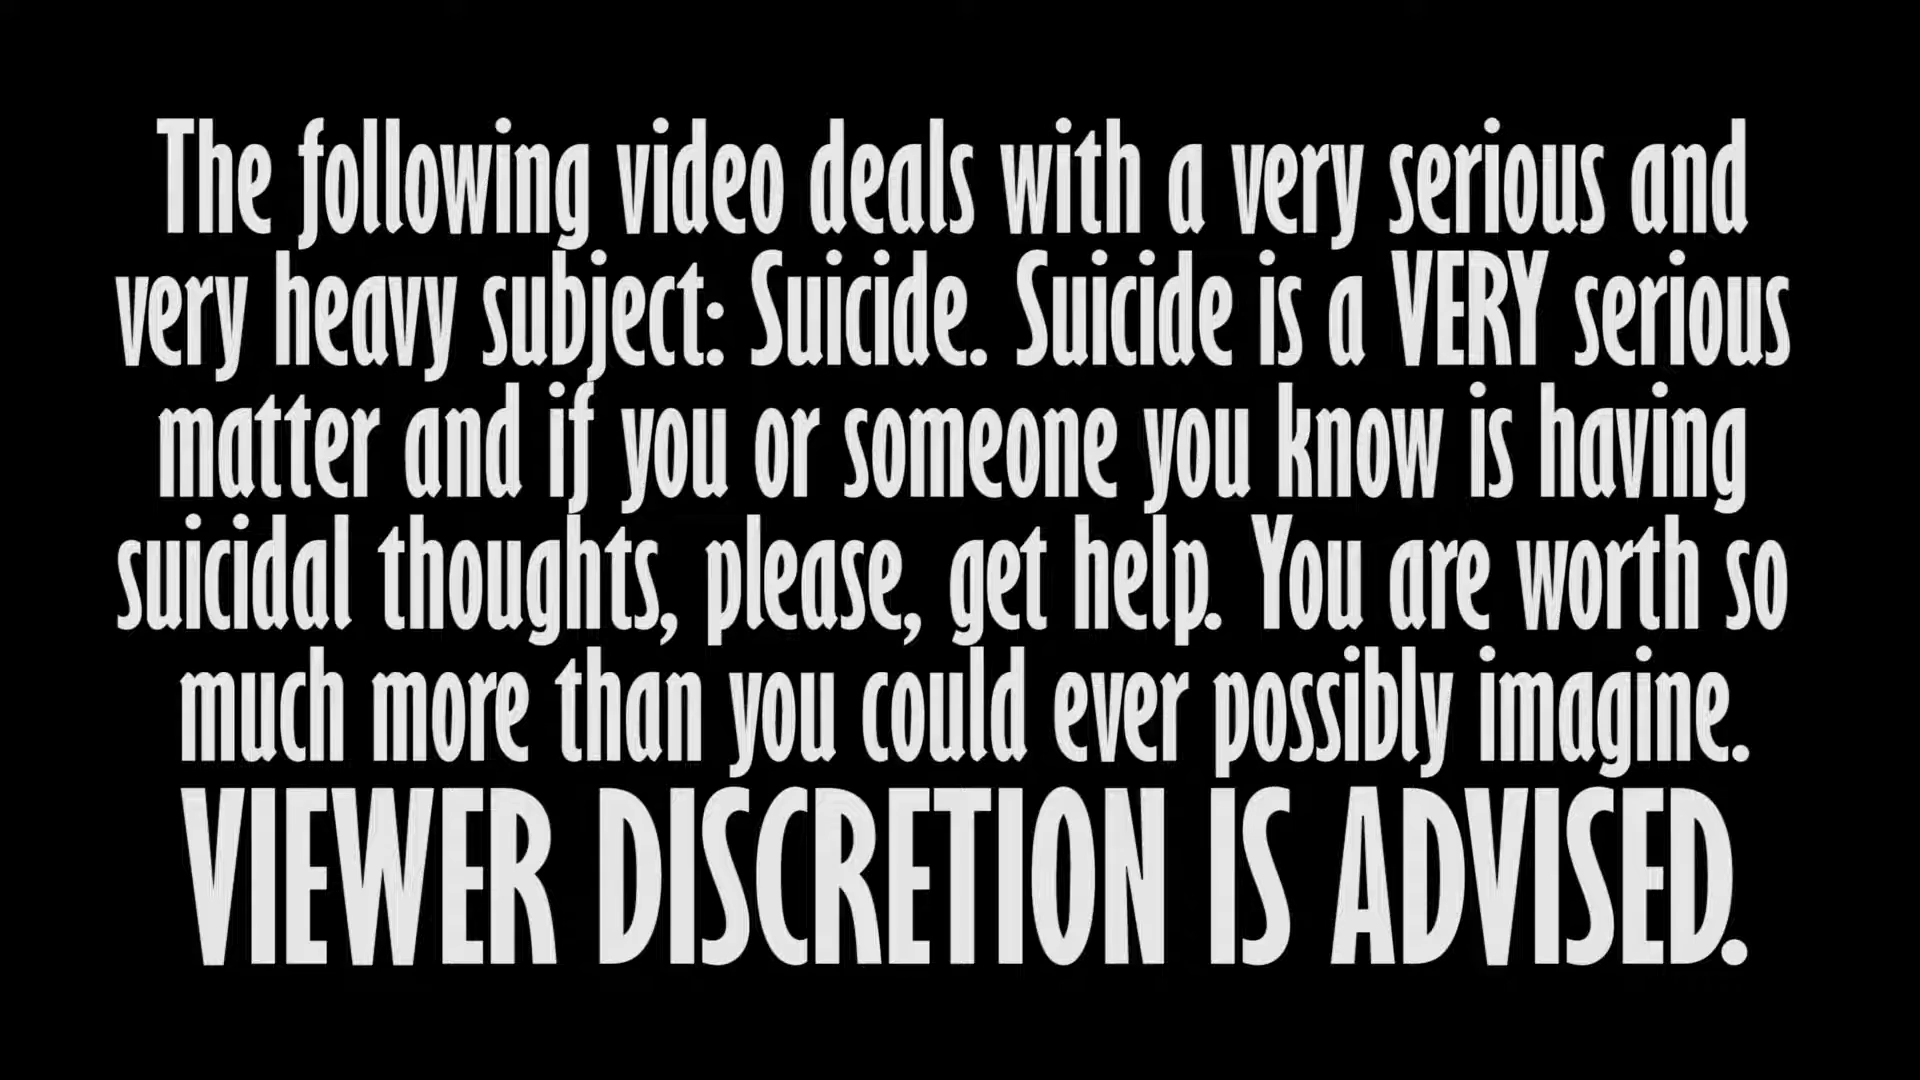 The following video deals with a very serious and
very heavy subject: Suicide. Suicide is a VERY serious
matter and if you or someone you know is having
suicidal thoughts, please, get help. You are worth so
much more than you could ever possibly imagine.
VIEWER DISCRETION IS ADVISED.